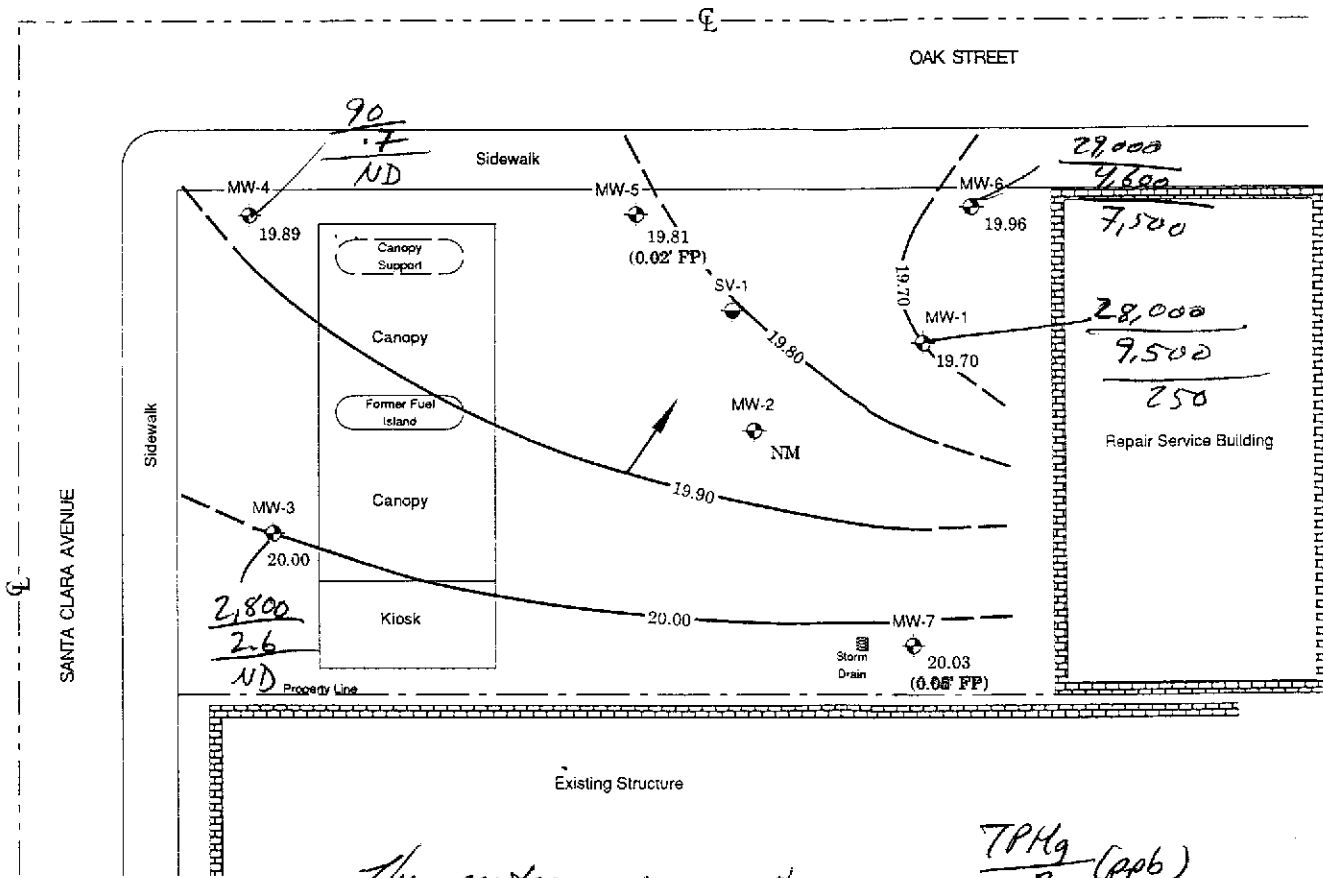 ℄
OAK STREET
90
.7
ND
Sidewalk
29,000
4,600
7,500
MW-4
19.89
MW-5
19.81
(0.02' FP)
MW-6
19.96
Canopy
Support
SV-1
19.70
MW-1
19.70
28,000
9,500
250
Canopy
19.80
Former Fuel
Island
MW-2
NM
Repair Service Building
Sidewalk
SANTA CLARA AVENUE
℄
19.90
Canopy
MW-3
20.00
2,800
2.6
ND
Kiosk
20.00
MW-7
20.03
Storm
Drain
Property Line
Existing Structure
TPHg
(ppb)